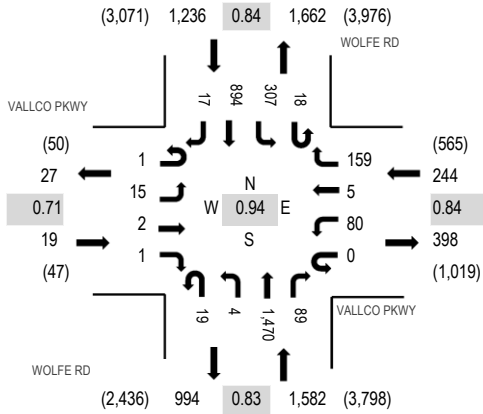 (3,071) 1,236 0.84 1,662 (3,976)
WOLFE RD
17 894 307 18
VALLCO PKWY
(50) (565)
27 1 159 244
0.71 15 N 5 0.84
W 0.94 E
19 2 S 80 398
(47) 1 0 (1,019)
19 4 1,470 89
VALLCO PKWY
WOLFE RD
(2,436) 994 0.83 1,582 (3,798)